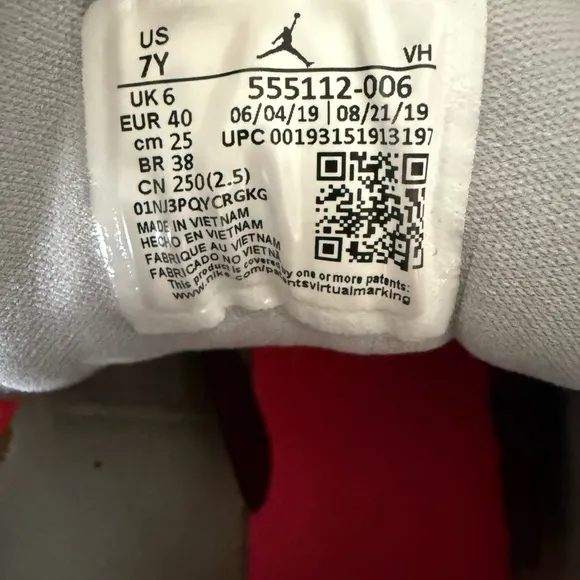 US
7Y
VH
UK 6
EUR 40
cm 25
BR 38
CN 250(2.5)
555112-006
06/04/19 | 08/21/19
UPC 00193151913197
01NJ3PQYCRGKG
MADE IN VIETNAM
HECHO EN VIETNAM
FABRIQUE AU VIETNAM
FABRICADO NO VIETNA
This product is covered by one or more patents:
www.nike.com/
ntsvirtualmarking